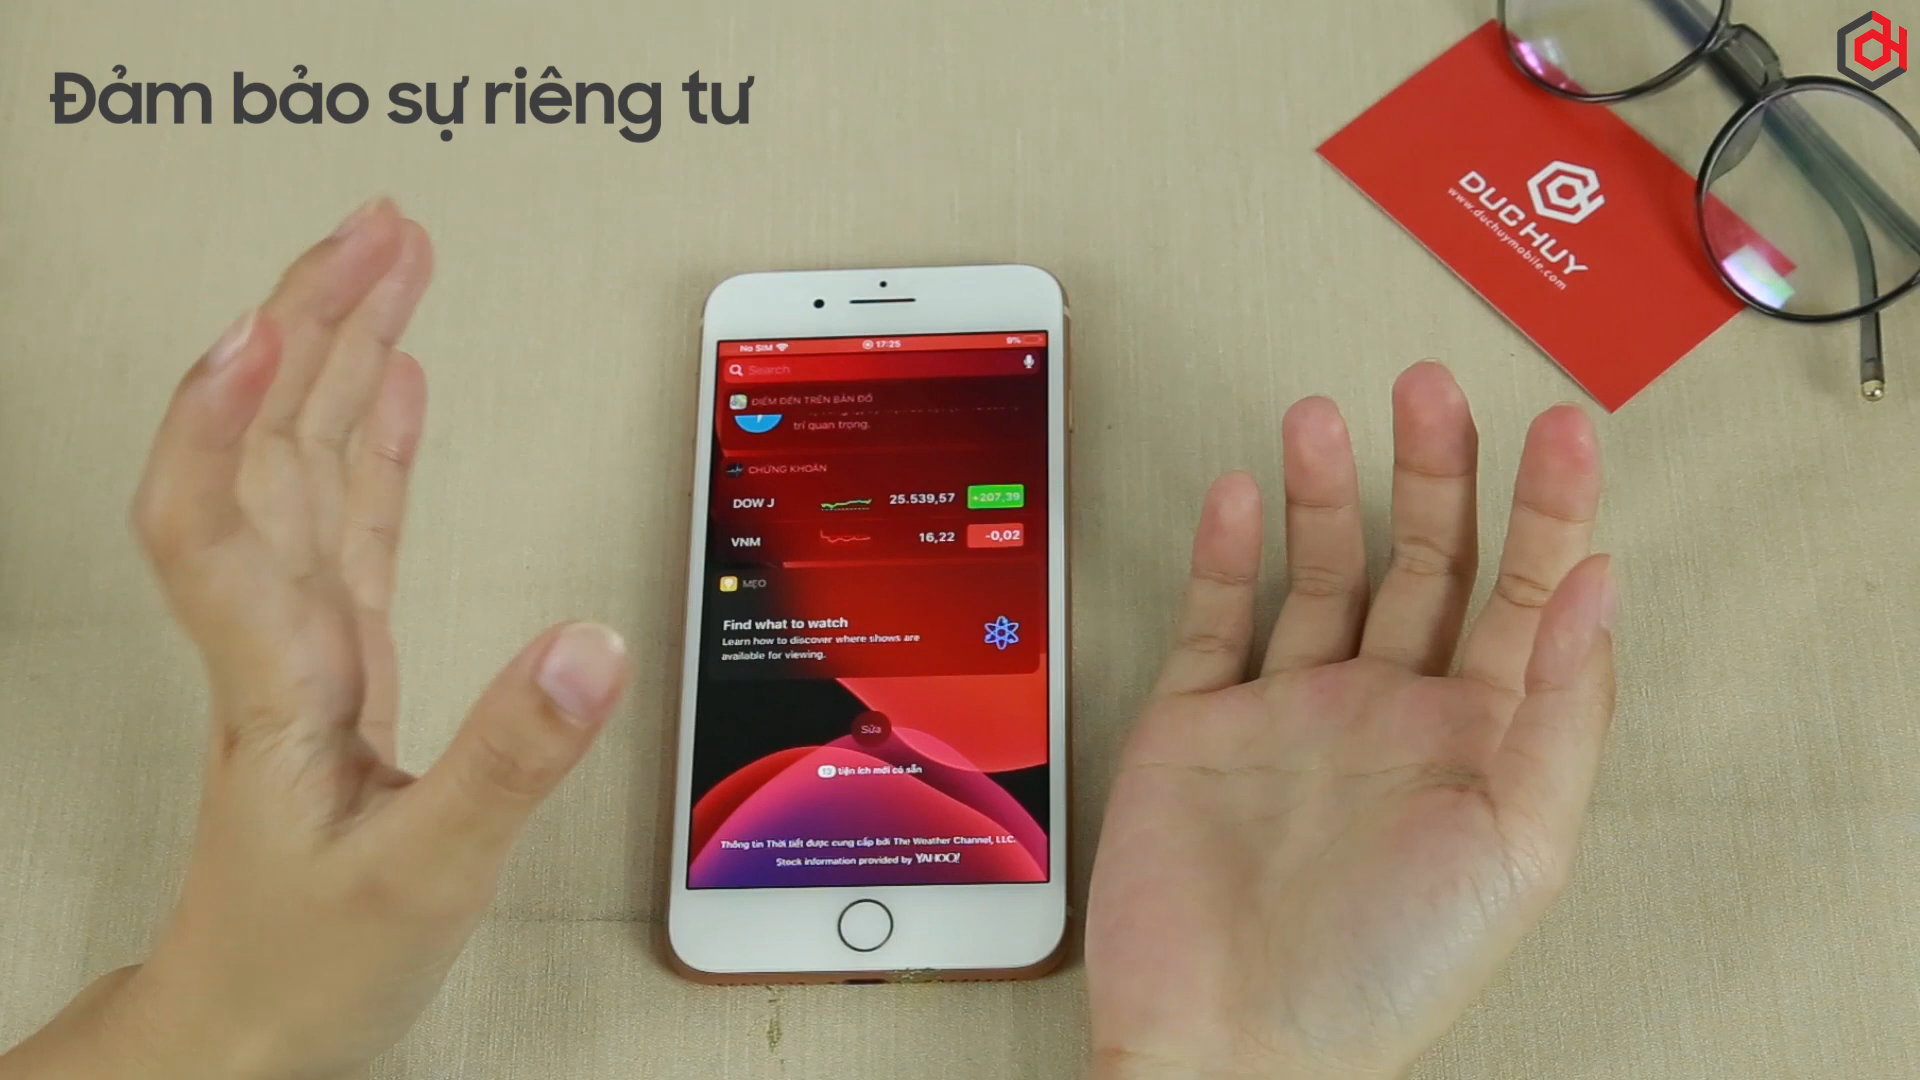 Đảm bảo sự riêng tư
DUC HUY
www.duchuymobile.com
No SIM
17:25
9%
Search
ĐIỂM ĐẾN TRÊN BẢN ĐỒ
trí quan trọng.
CHỨNG KHOÁN
DOW J 25.539,57 +207,39
VNM 16,22 -0,02
MẸO
Find what to watch
Learn how to discover where shows are
available for viewing.
Sửa
tiện ích mới có sẵn
Thông tin Thời tiết được cung cấp bởi The Weather Channel, LLC.
Stock information provided by YAHOO!